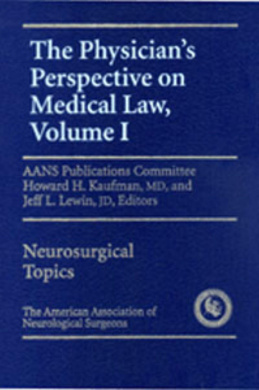 The Physician's
Perspective on
Medical Law,
Volume I
AANS Publications Committee
Howard H. Kaufman, MD, and
Jeff L. Lewin, JD, Editors
Neurosurgical
Topics
The American Association of
Neurological Surgeons